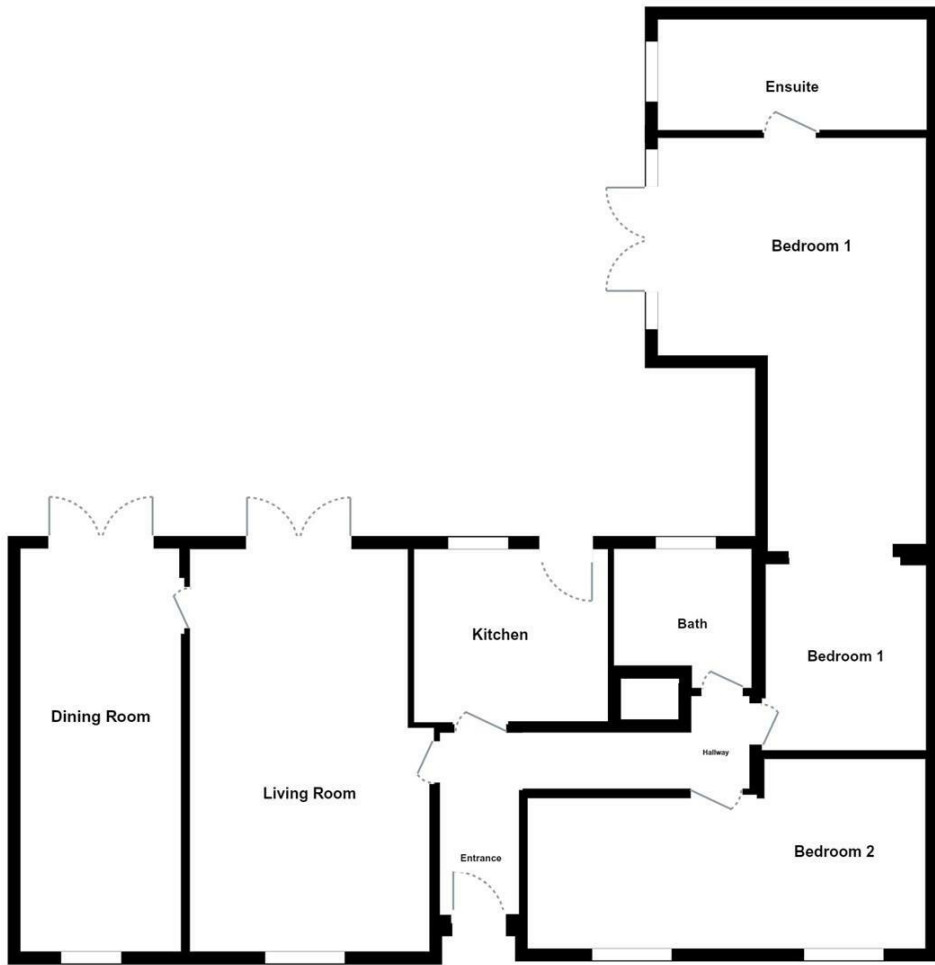 Ensuite
Bedroom 1
Kitchen
Bath
Bedroom 1
Dining Room
Living Room
Hallway
Entrance
Bedroom 2